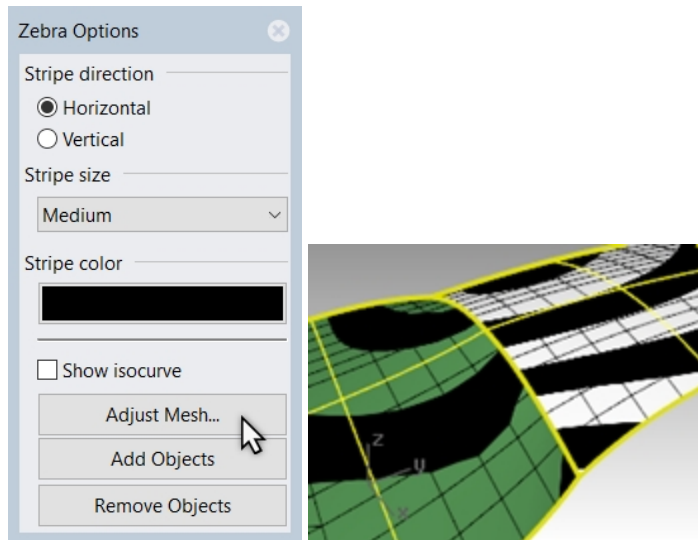 Zebra Options
Stripe direction
Horizontal
Vertical
Stripe size
Medium
Stripe color
Show isocurve
Adjust Mesh...
Add Objects
Remove Objects
z
y
x